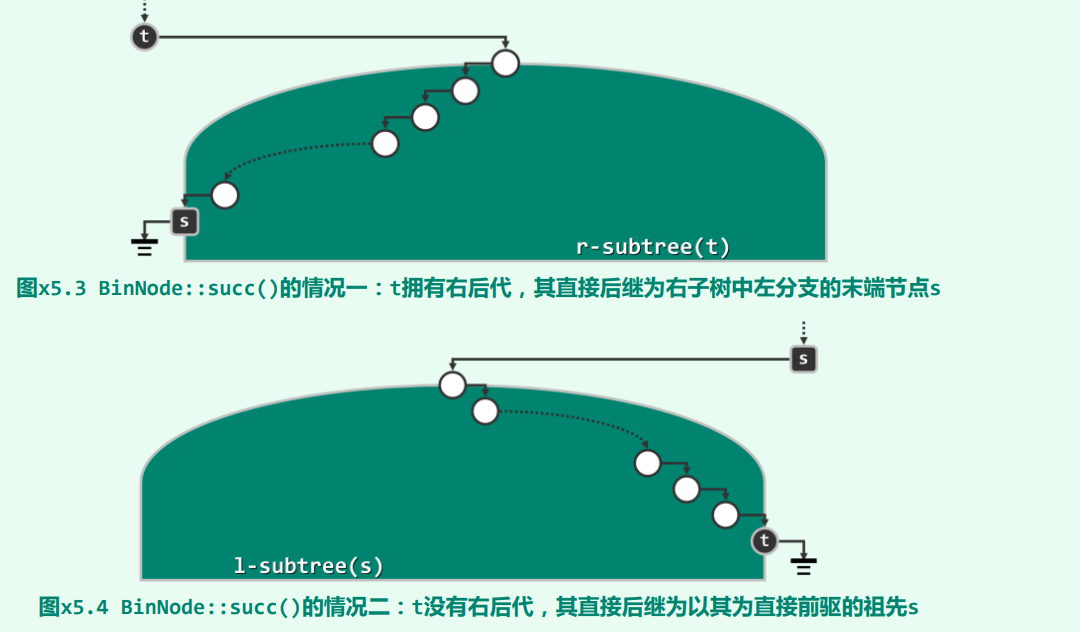 t
s
r-subtree(t)
图x5.3 BinNode::succ()的情况一：t拥有右后代，其直接后继为右子树中左分支的末端节点s
s
t
l-subtree(s)
图x5.4 BinNode::succ()的情况二：t没有右后代，其直接后继为以其为直接前驱的祖先s